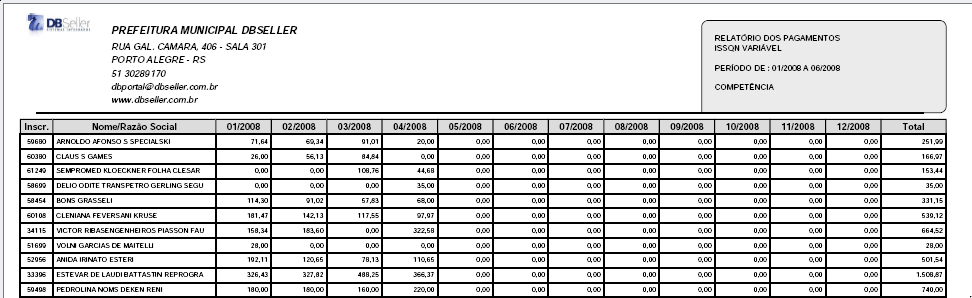 DBSeller
PREFEITURA MUNICIPAL DBSELLER
RUA GAL. CAMARA, 406 - SALA 301
PORTO ALEGRE - RS
51 30289170
dbportal@dbseller.com.br
www.dbseller.com.br
RELATÓRIO DOS PAGAMENTOS
ISSQN VARIÁVEL
PERÍODO DE : 01/2008 A 06/2008
COMPETÊNCIA
Inscr. Nome/Razão Social 01/2008 02/2008 03/2008 04/2008 05/2008 06/2008 07/2008 08/2008 09/2008 10/2008 11/2008 12/2008 Total
59680 ARNOLDO AFONSO S SPECIALSKI 71,64 69,34 91,01 20,00 0,00 0,00 0,00 0,00 0,00 0,00 0,00 0,00 251,99
60380 CLAUS S GAMES 26,00 56,13 84,84 0,00 0,00 0,00 0,00 0,00 0,00 0,00 0,00 0,00 166,97
61249 SEMPROMED KLOECKNER FOLHA CLESAR 0,00 0,00 108,76 44,68 0,00 0,00 0,00 0,00 0,00 0,00 0,00 0,00 153,44
58699 DELIO ODITE TRANSPETRO GERLING SEGU 0,00 0,00 0,00 35,00 0,00 0,00 0,00 0,00 0,00 0,00 0,00 0,00 35,00
58454 BONS GRASSELI 114,30 91,02 57,83 68,00 0,00 0,00 0,00 0,00 0,00 0,00 0,00 0,00 331,15
60108 CLENIANA FEVERSANI KRUSE 181,47 142,13 117,55 97,97 0,00 0,00 0,00 0,00 0,00 0,00 0,00 0,00 539,12
34115 VICTOR RIBASENGENHEIROS PIASSON FAU 158,34 183,60 0,00 322,58 0,00 0,00 0,00 0,00 0,00 0,00 0,00 0,00 664,52
51699 VOLNI GARCIAS DE MAITELLI 28,00 0,00 0,00 0,00 0,00 0,00 0,00 0,00 0,00 0,00 0,00 0,00 28,00
52956 ANIDA IRINATO ESTERI 192,11 120,65 78,13 110,65 0,00 0,00 0,00 0,00 0,00 0,00 0,00 0,00 501,54
33396 ESTEVAR DE LAUDI BATTASTIN REPROGRA 326,43 327,82 488,25 366,37 0,00 0,00 0,00 0,00 0,00 0,00 0,00 0,00 1.508,87
59498 PEDROLINA NOMS DEKEN RENI 180,00 180,00 160,00 220,00 0,00 0,00 0,00 0,00 0,00 0,00 0,00 0,00 740,00